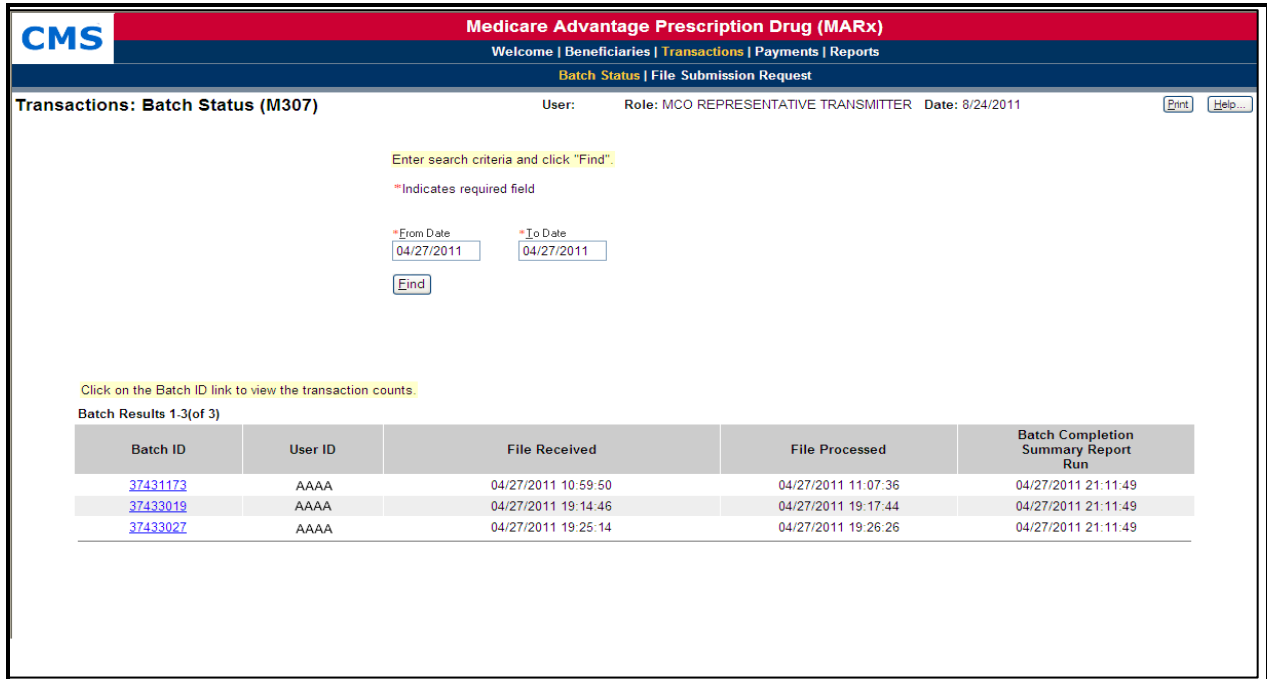 CMS
Medicare Advantage Prescription Drug (MARx)
Welcome | Beneficiaries | Transactions | Payments | Reports
Batch Status | File Submission Request
Transactions: Batch Status (M307) User: Role: MCO REPRESENTATIVE TRANSMITTER Date: 8/24/2011 Print Help...
Enter search criteria and click "Find".
*Indicates required field
*From Date *To Date
04/27/2011 04/27/2011
Find
Click on the Batch ID link to view the transaction counts.
Batch Results 1-3(of 3)
Batch ID User ID File Received File Processed Batch Completion Summary Report Run
37431173 AAAA 04/27/2011 10:59:50 04/27/2011 11:07:36 04/27/2011 21:11:49
37433019 AAAA 04/27/2011 19:14:46 04/27/2011 19:17:44 04/27/2011 21:11:49
37433027 AAAA 04/27/2011 19:25:14 04/27/2011 19:26:26 04/27/2011 21:11:49